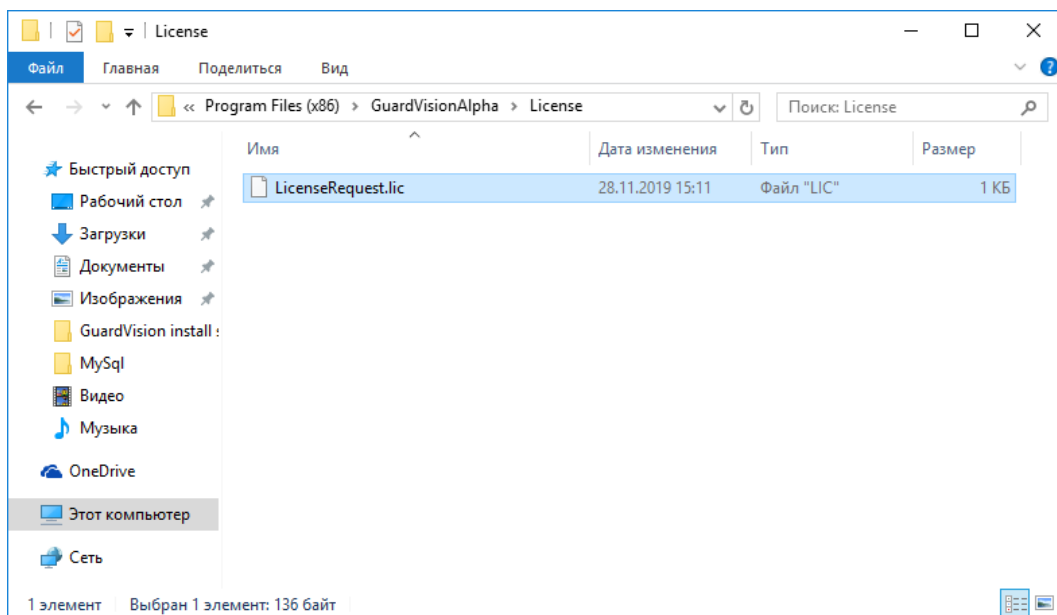 License
Файл Главная Поделиться Вид
« Program Files (x86) > GuardVisionAlpha > License Поиск: License
Имя Дата изменения Тип Размер
LicenseRequest.lic 28.11.2019 15:11 Файл "LIC" 1 КБ
Быстрый доступ
Рабочий стол
Загрузки
Документы
Изображения
GuardVision install
MySql
Видео
Музыка
OneDrive
Этот компьютер
Сеть
1 элемент Выбран 1 элемент: 136 байт